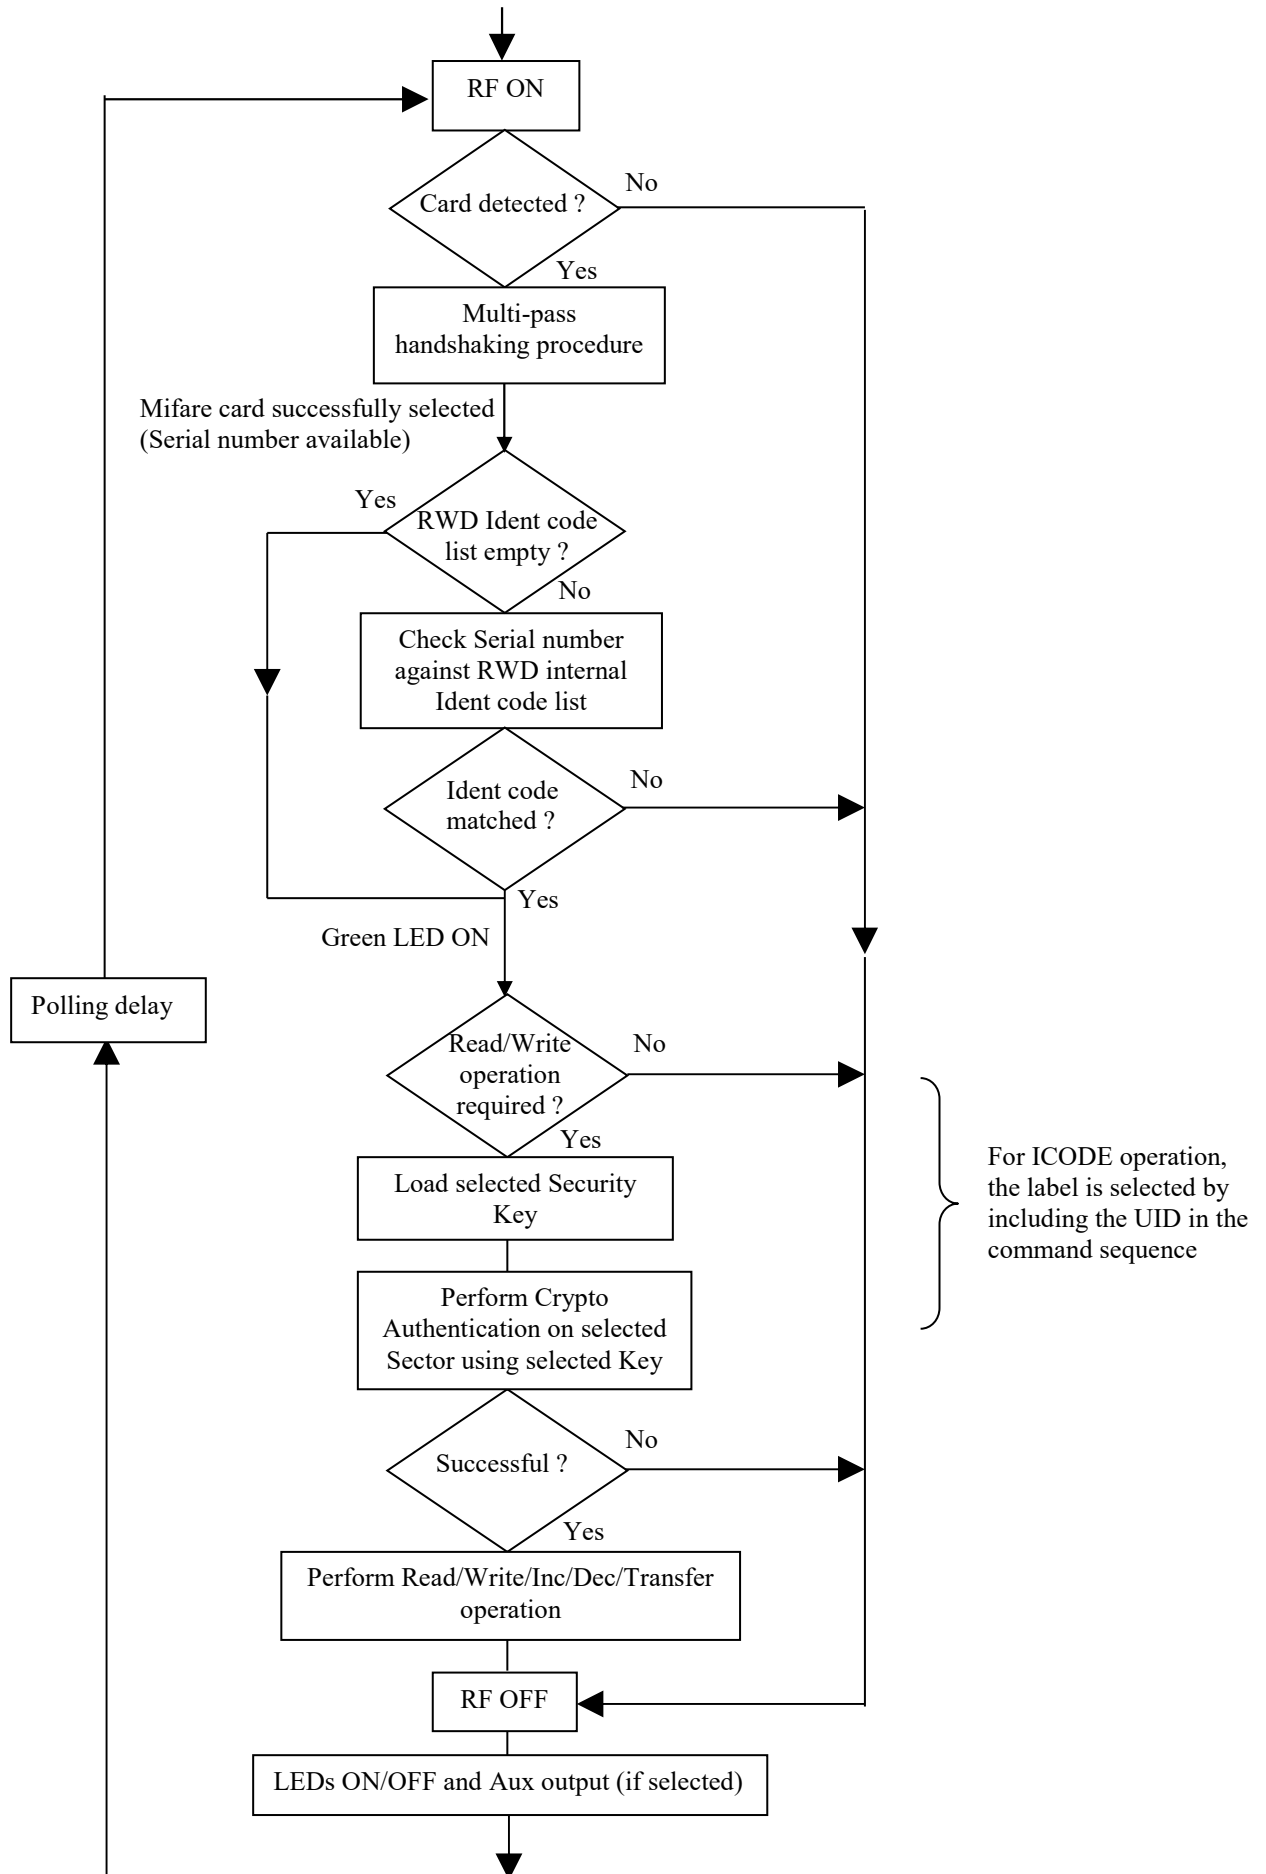 RF ON
No
Card detected ?
Yes
Multi-pass
handshaking procedure
Mifare card successfully selected
(Serial number available)
Yes
RWD Ident code
list empty ?
No
Check Serial number
against RWD internal
Ident code list
No
Ident code
matched ?
Yes
Green LED ON
Polling delay
Read/Write
operation
required ?
No
Yes
For ICODE operation,
the label is selected by
including the UID in the
command sequence
Load selected Security
Key
Perform Crypto
Authentication on selected
Sector using selected Key
No
Successful ?
Yes
Perform Read/Write/Inc/Dec/Transfer
operation
RF OFF
LEDs ON/OFF and Aux output (if selected)